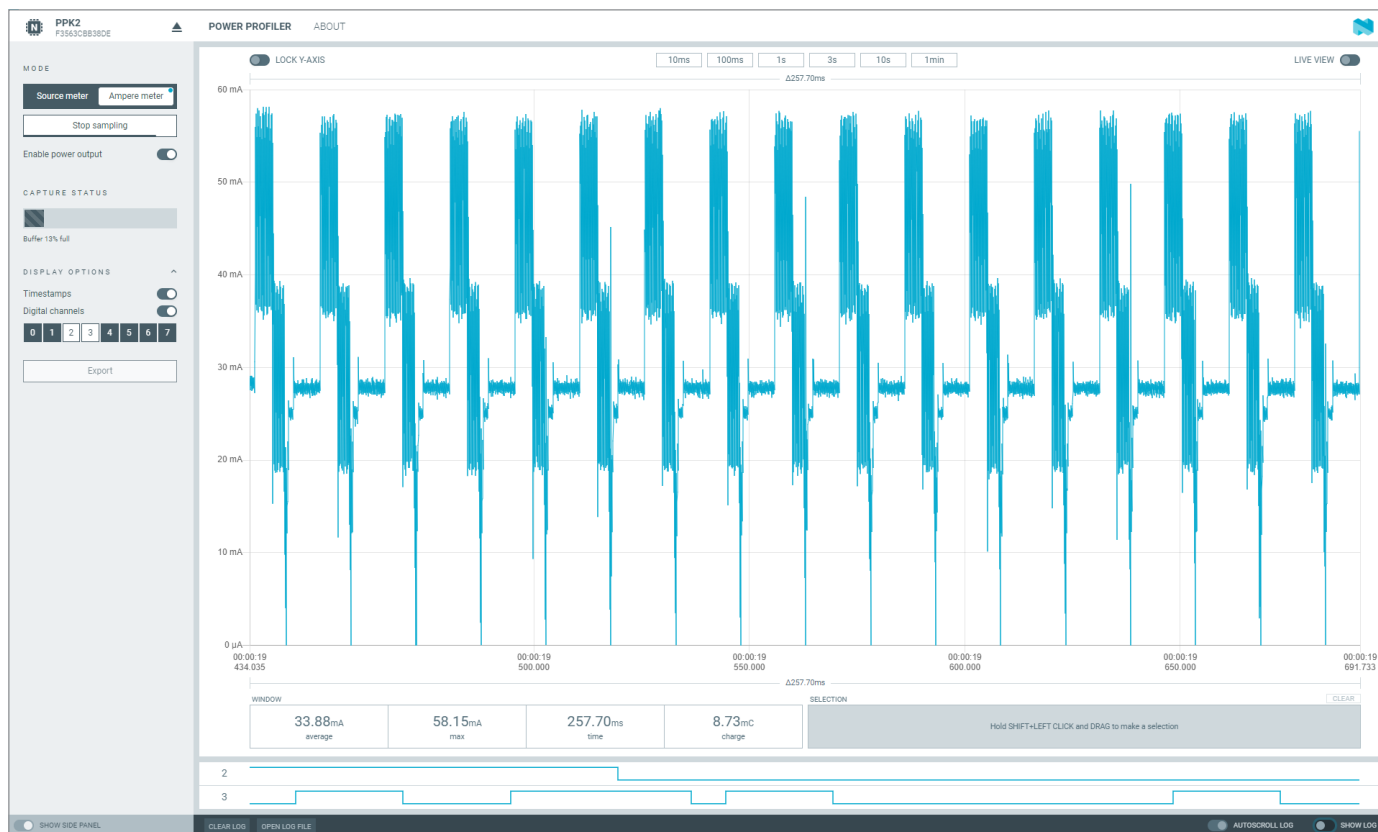 PPK2
F3563CBB38DE
POWER PROFILER ABOUT
MODE
Source meter Ampere meter
Stop sampling
Enable power output
CAPTURE STATUS
Buffer 13% full
DISPLAY OPTIONS
Timestamps
Digital channels
0 1 2 3 4 5 6 7
Export
LOCK Y-AXIS
10ms 100ms 1s 3s 10s 1min
LIVE VIEW
Δ257.70ms
60 mA
50 mA
40 mA
30 mA
20 mA
10 mA
0 μA
00:00:19 00:00:19 00:00:19 00:00:19 00:00:19 00:00:19
434.035 500.000 550.000 600.000 650.000 691.733
Δ257.70ms
WINDOW
33.88mA 58.15mA 257.70ms 8.73mC
average max time charge
SELECTION CLEAR
Hold SHIFT+LEFT CLICK and DRAG to make a selection
2
3
SHOW SIDE PANEL CLEAR LOG OPEN LOG FILE AUTOSCROLL LOG SHOW LOG